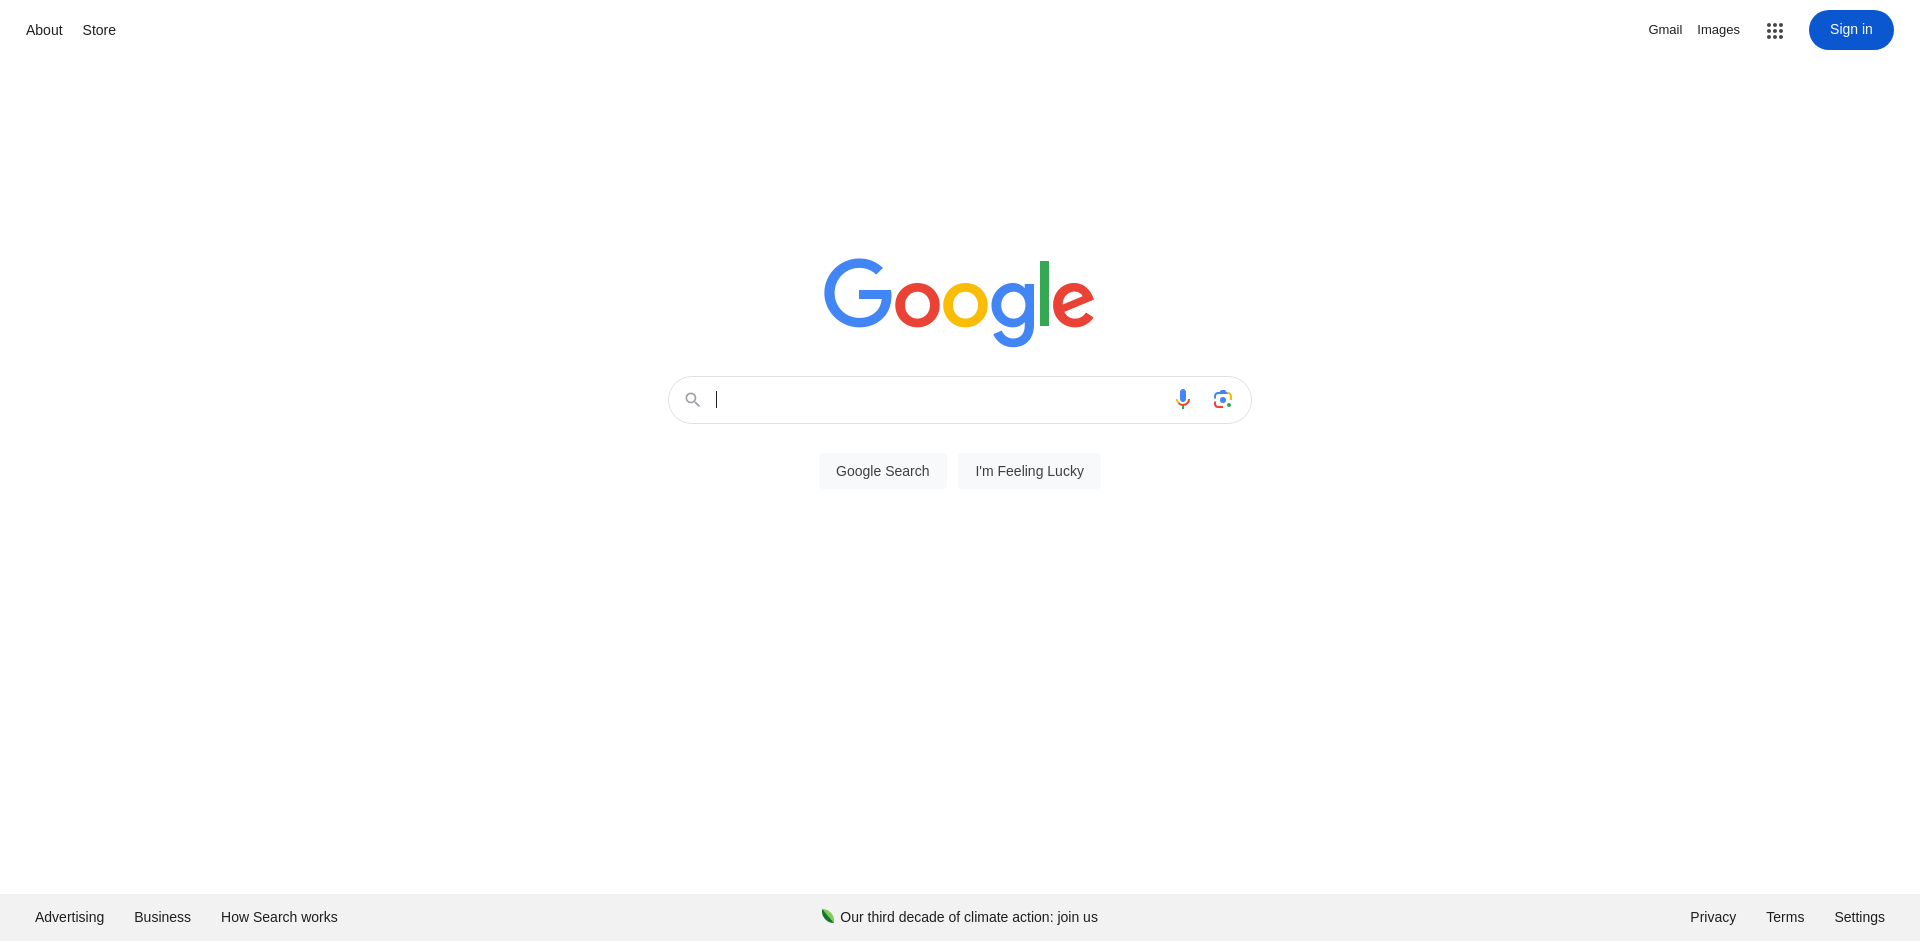 About Store Gmail Images Sign in
Google
Google Search I'm Feeling Lucky
Advertising Business How Search works Our third decade of climate action: join us Privacy Terms Settings